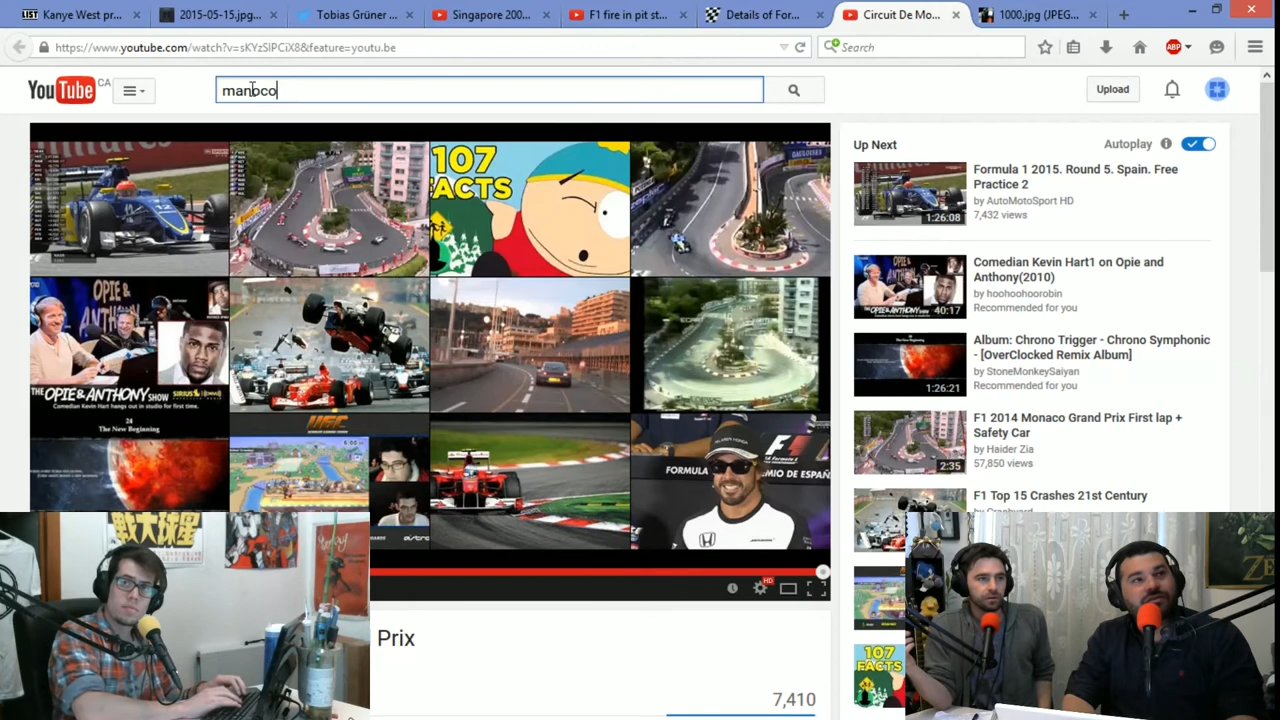 Kanye West pr...
2015-05-15.jpg...
Tobias Grüner ...
Singapore 200...
F1 fire in pit st...
Details of For...
Circuit De Mo...
1000.jpg (JPEG...
https://www.youtube.com/watch?v=sKYzSlPCiX8&feature=youtu.be
Search
ABP
YouTube CA
manoco
Upload
107
FACTS
OPIE &
ANTHONY
THE OPIE & ANTHONY SHOW
Comedian Kevin Hart hangs out in studio for first time.
24
The New Beginning
FORMULA
HD
Prix
7,410
Up Next
Autoplay
Formula 1 2015. Round 5. Spain. Free
Practice 2
by AutoMotoSport HD
7,432 views
1:26:08
Comedian Kevin Hart1 on Opie and
Anthony(2010)
by hoohoohoorobin
Recommended for you
40:17
Album: Chrono Trigger - Chrono Symphonic
- [OverClocked Remix Album]
by StoneMonkeySaiyan
Recommended for you
1:26:21
F1 2014 Monaco Grand Prix First lap +
Safety Car
by Haider Zia
57,850 views
2:35
F1 Top 15 Crashes 21st Century
107
FACTS